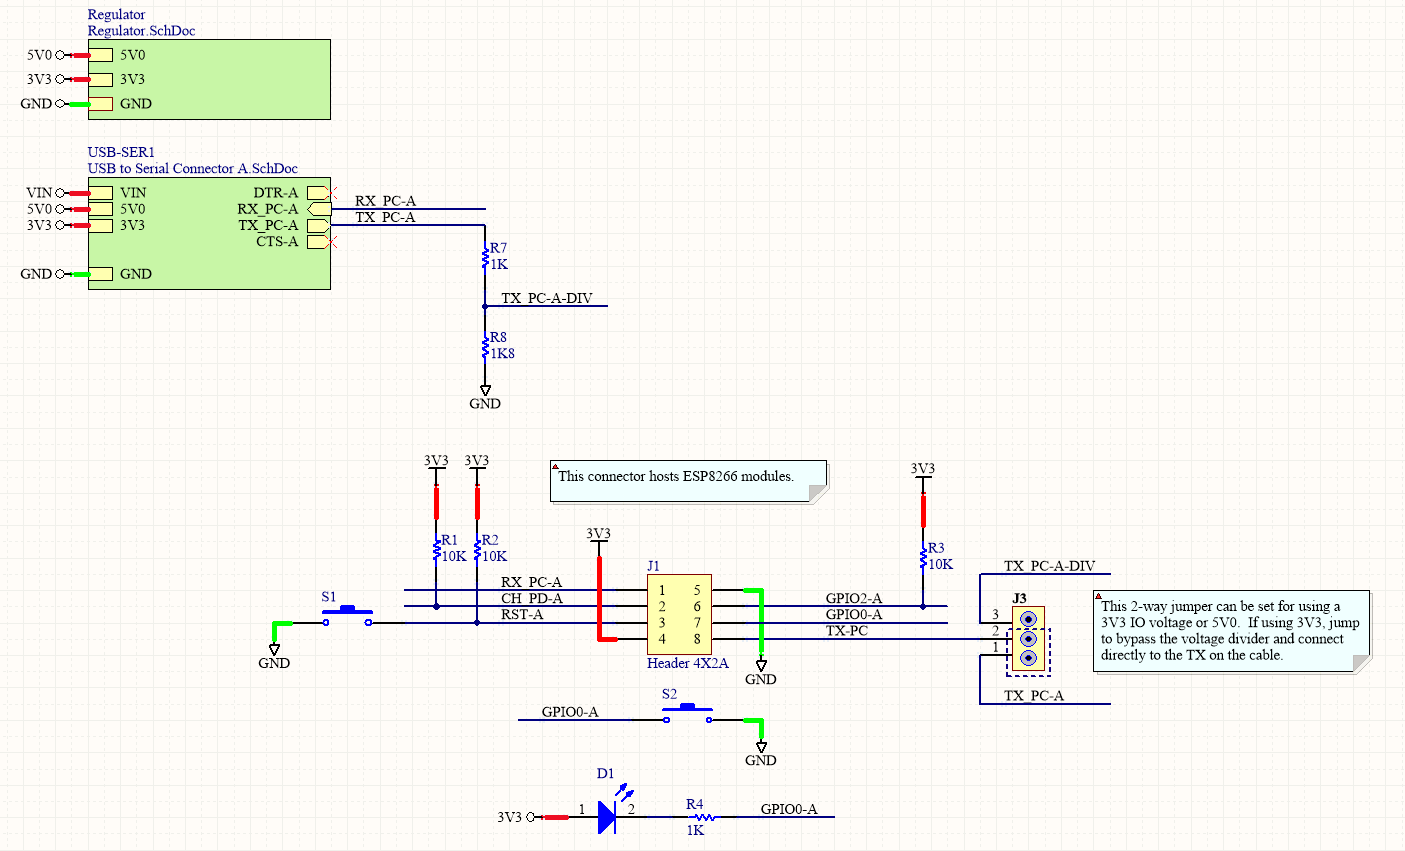 Regulator
Regulator.SchDoc
5V0 5V0
3V3 3V3
GND GND
USB-SER1
USB to Serial Connector A.SchDoc
VIN VIN DTR-A
5V0 5V0 RX_PC-A RX_PC-A
3V3 3V3 TX_PC-A TX_PC-A
CTS-A
GND GND
R7
1K
TX_PC-A-DIV
R8
1K8
GND
3V3 3V3
This connector hosts ESP8266 modules.
3V3
3V3
R1 R2
10K 10K
R3
10K
J1
TX_PC-A-DIV
RX_PC-A 1 5
S1 CH_PD-A 2 6 GPIO2-A
RST-A 3 7 GPIO0-A
4 8 TX-PC
Header 4X2A
GND
GND
J3
3
2
1
This 2-way jumper can be set for using a
3V3 IO voltage or 5V0. If using 3V3, jump
to bypass the voltage divider and connect
directly to the TX on the cable.
TX_PC-A
S2
GPIO0-A
GND
D1
3V3 1 2 R4 GPIO0-A
1K